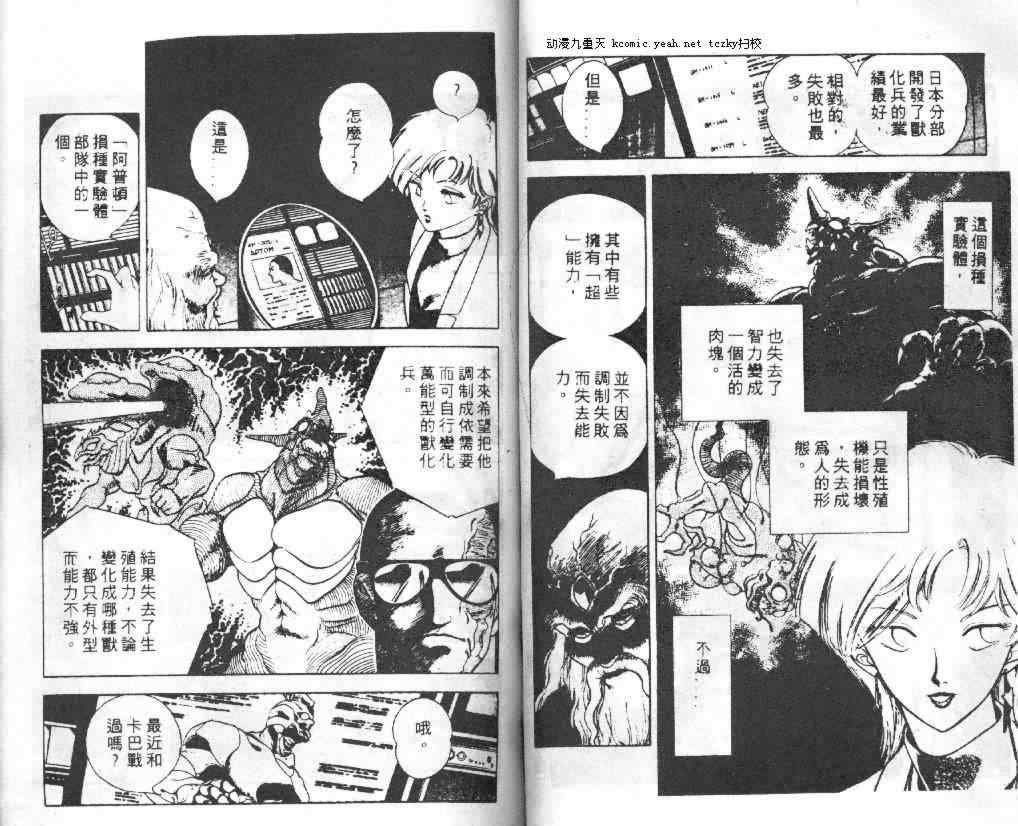 动漫九重天 kcomic.yeah.net tczky扫校
日本分部
開發了獸
化兵的業
績最好，
相對的，
失敗也最
多。
但是……
這個損種
實驗體，
也失去了
智力變成
一個活的
肉塊。
只是性殖
機能損壞
，失去成
爲人的形
態。
不過……
其中有些
擁有「超
」能力，
並不因爲
調制失敗
而失去能
力。
？
怎麼了？
這是……
「阿普頓」
損種實驗體
部隊中的一
個。
APTOM
本來希望把他
調制成依需要
而可自行變化
萬能型的獸化
兵。
結果失去了生
殖能力，不論
變化成哪種獸
，都只有外型
而能力不強。
哦。
最近和
卡巴戰
過嗎？